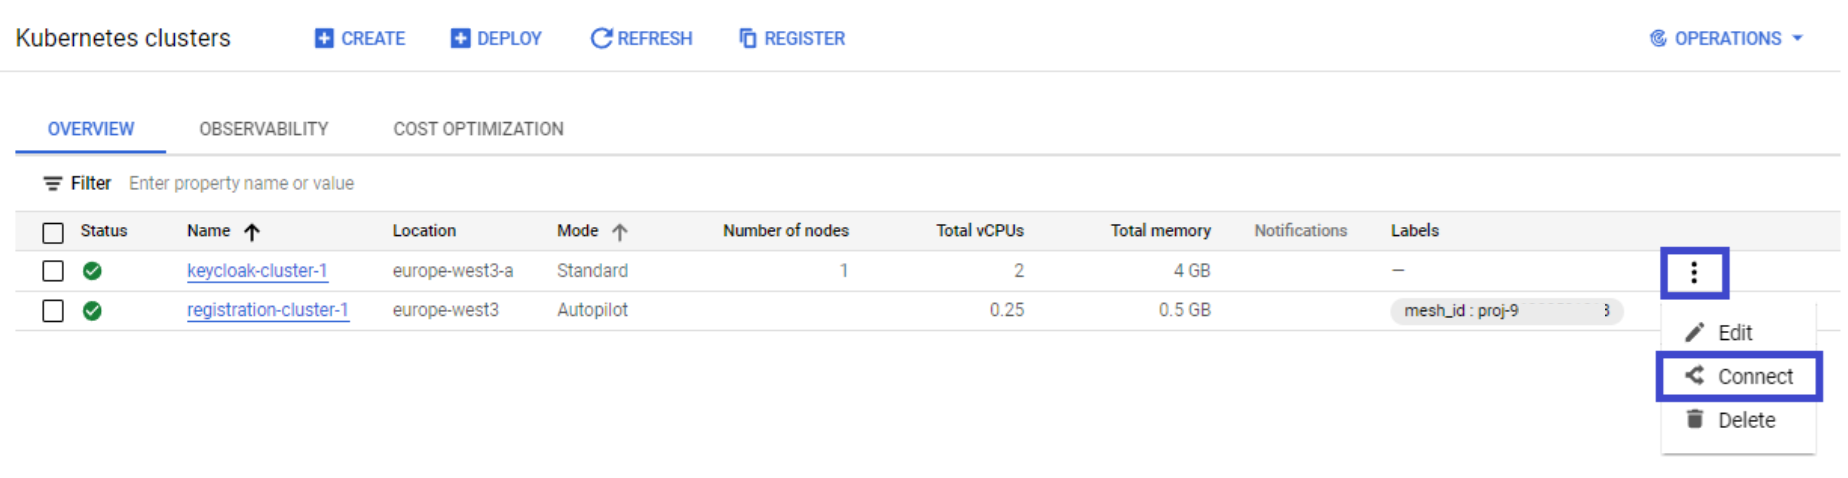 Kubernetes clusters CREATE DEPLOY REFRESH REGISTER OPERATIONS
OVERVIEW OBSERVABILITY COST OPTIMIZATION
Filter Enter property name or value
Status Name Location Mode Number of nodes Total vCPUs Total memory Notifications Labels
keycloak-cluster-1 europe-west3-a Standard 1 2 4 GB —
registration-cluster-1 europe-west3 Autopilot 0.25 0.5 GB mesh_id : proj-9
Edit
Connect
Delete